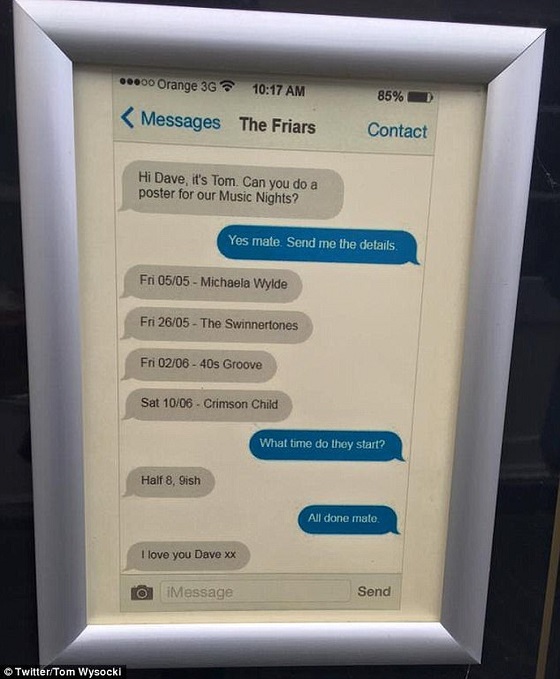 Orange 3G 10:17 AM 85%
Messages The Friars Contact
Hi Dave, it's Tom. Can you do a
poster for our Music Nights?
Yes mate. Send me the details.
Fri 05/05 - Michaela Wylde
Fri 26/05 - The Swinnertones
Fri 02/06 - 40s Groove
Sat 10/06 - Crimson Child
What time do they start?
Half 8, 9ish
All done mate.
I love you Dave xx
iMessage Send
© Twitter/Tom Wysocki